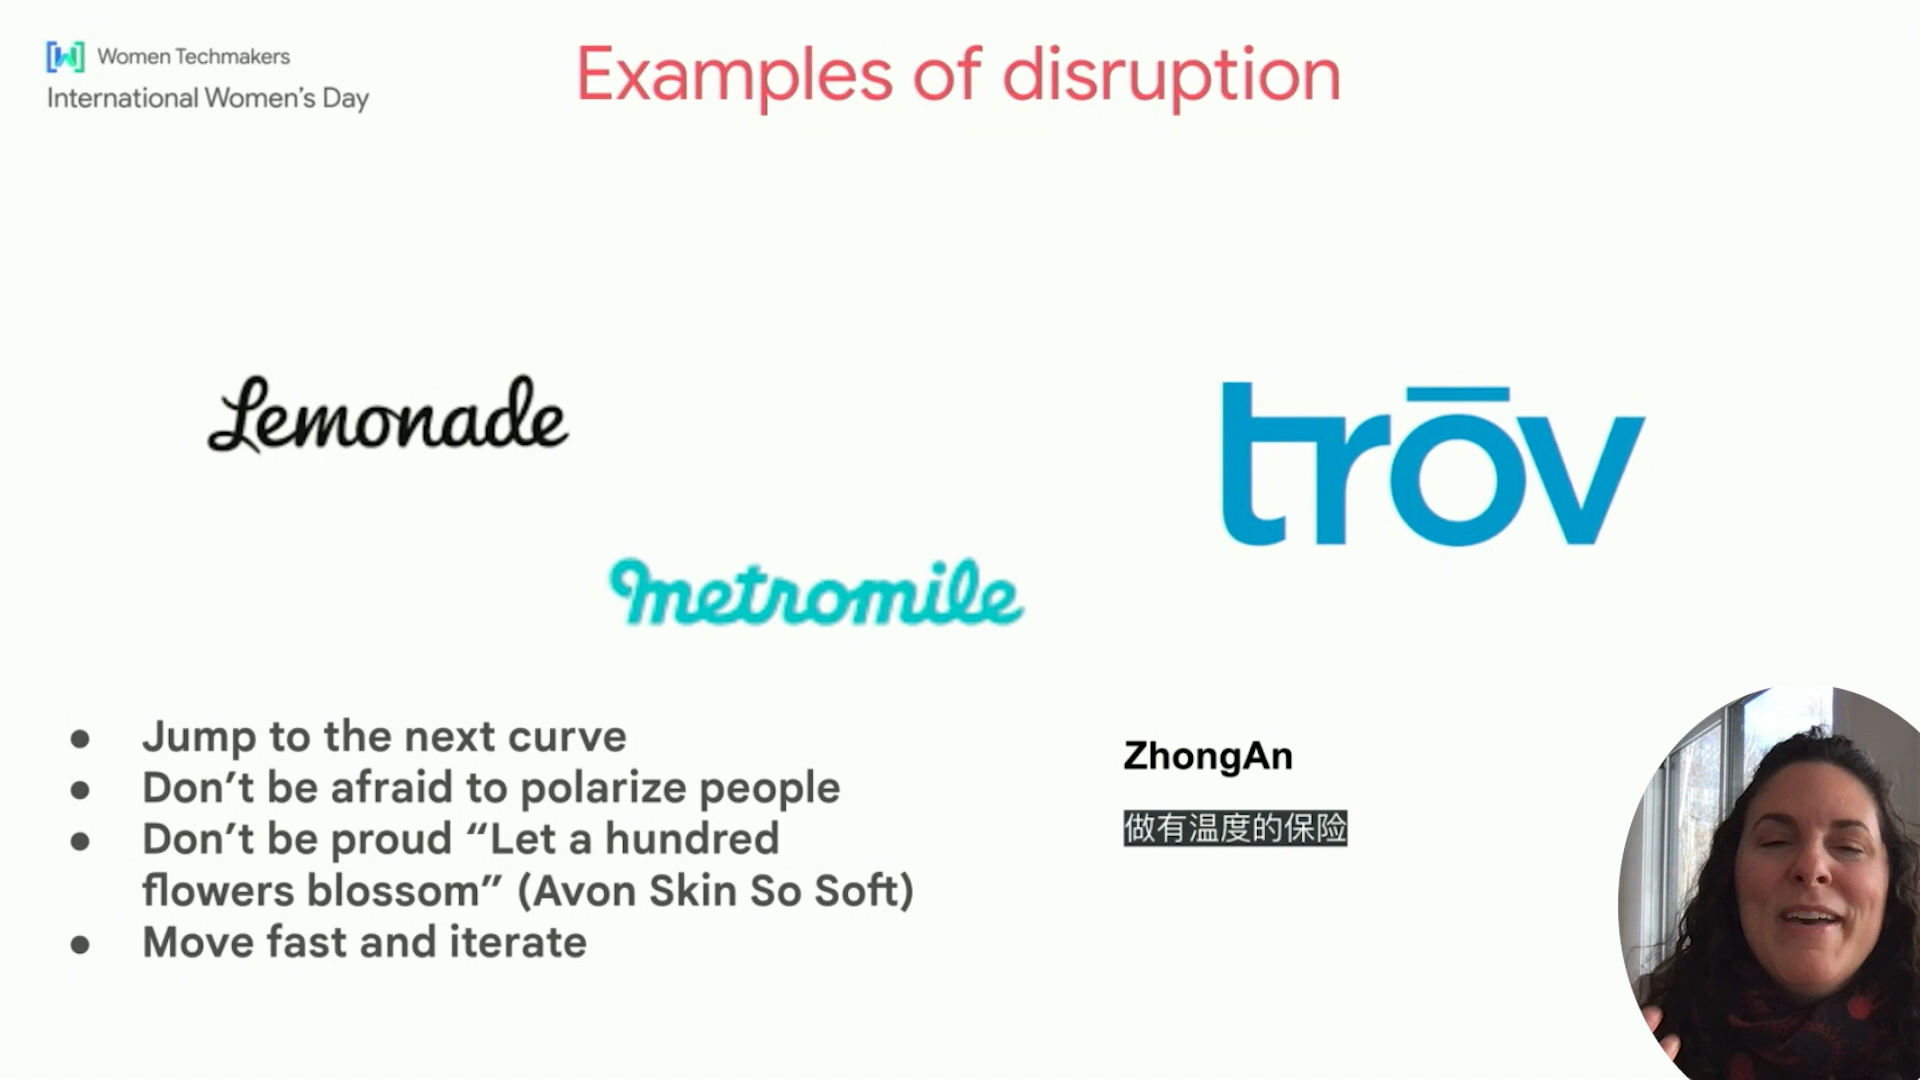 Women Techmakers
International Women’s Day
Examples of disruption
Lemonade
trōv
metromile
● Jump to the next curve
● Don’t be afraid to polarize people
● Don’t be proud “Let a hundred
flowers blossom” (Avon Skin So Soft)
● Move fast and iterate
ZhongAn
做有温度的保险